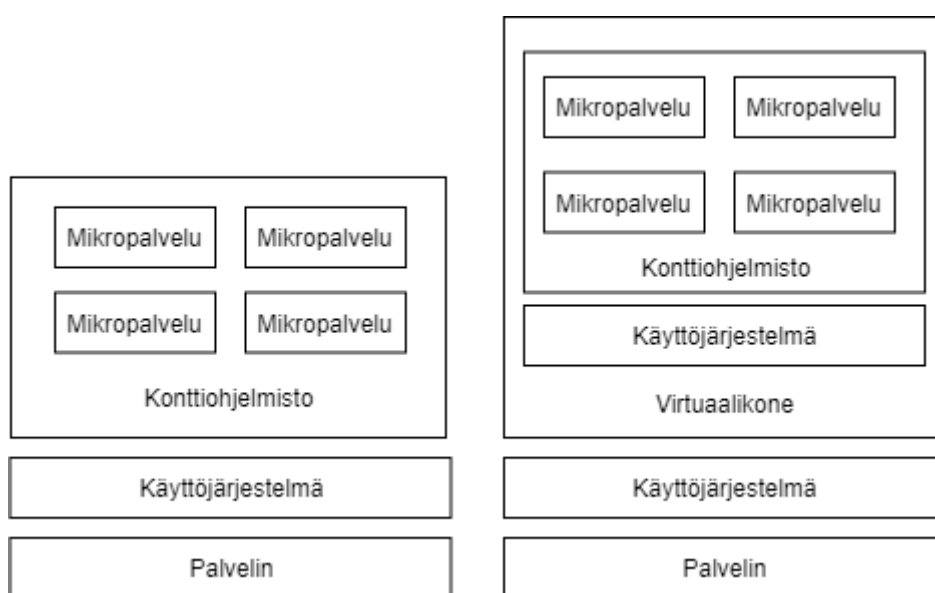 Mikropalvelu
Mikropalvelu
Mikropalvelu
Mikropalvelu
Konttiohjelmisto
Käyttöjärjestelmä
Palvelin
Mikropalvelu
Mikropalvelu
Mikropalvelu
Mikropalvelu
Konttiohjelmisto
Käyttöjärjestelmä
Virtuaalikone
Käyttöjärjestelmä
Palvelin